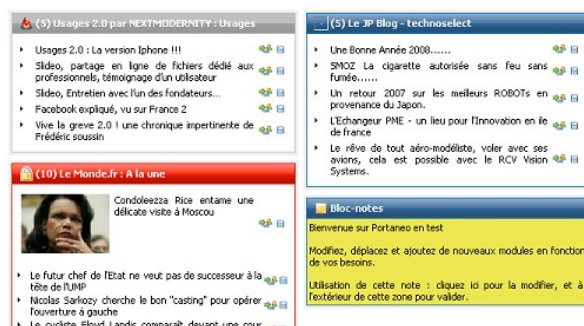 (5) Usages 2.0 par NEXTMODERNITY : Usages
Usages 2.0 : La version Iphone !!!
Slideo, partage en ligne de fichiers dédié aux
professionnels, témoignage d'un utilisateur
Slideo, Entretien avec l'un des fondateurs...
Facebook expliqué, vu sur France 2
Vive la greve 2.0 ! une chronique impertinente de
Frédéric soussin
(10) Le Monde.fr : A la une
Condoleezza Rice entame une
délicate visite à Moscou
Le futur chef de l'Etat ne veut pas de successeur à la
tête de l'UMP
Nicolas Sarkozy cherche le bon "casting" pour opérer
l'ouverture à gauche
Le cycliste Floyd Landis comparaît devant une cour
(5) Le JP Blog - technoselect
Une Bonne Année 2008......
SMOZ La cigarette autorisée sans feu sans
fumée......
Un retour 2007 sur les meilleurs ROBOTs en
provenance du Japon.
L'Echangeur PME - un lieu pour l'Innovation en ile
de france
Le rêve de tout aéro-modéliste, voler avec ses
avions, cela est possible avec le RCV Vision
Systems.
Bloc-notes
Bienvenue sur Portaneo en test
Modifiez, déplacez et ajoutez de nouveaux modules en fonction
de vos besoins.
Utilisation de cette note : cliquez ici pour la modifier, et à
l'extérieur de cette zone pour valider.